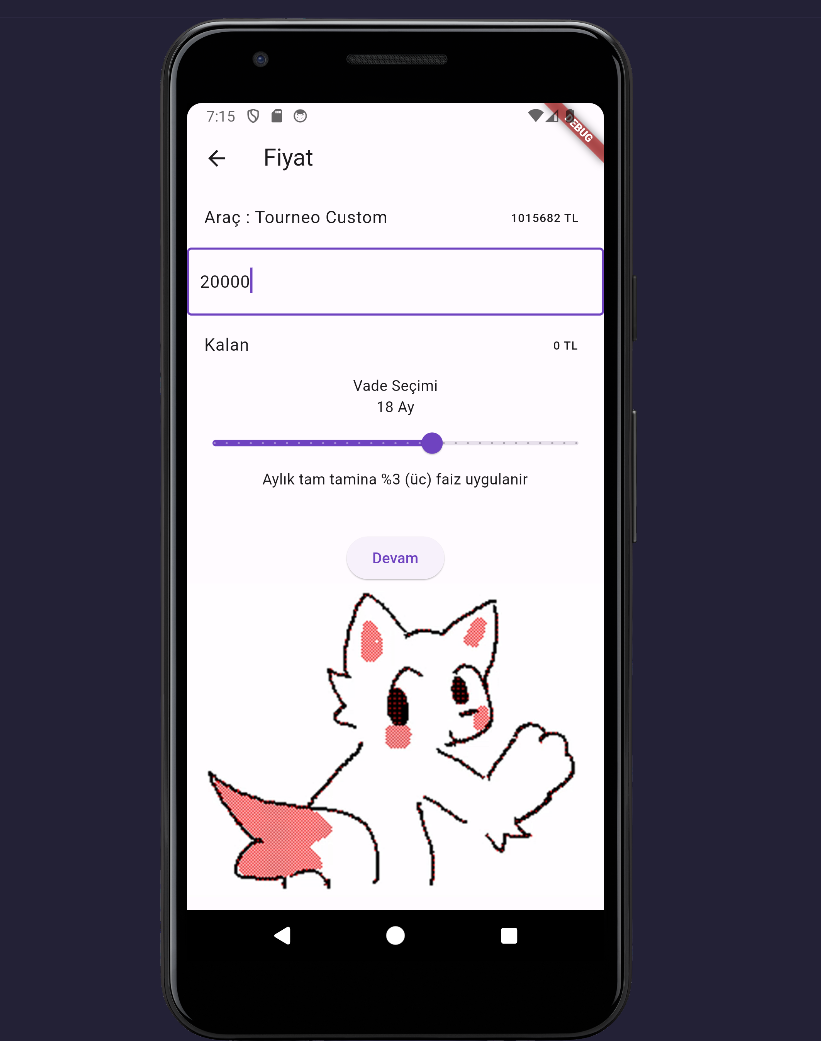 7:15
DEBUG
Fiyat
Araç : Tourneo Custom 1015682 TL
20000
Kalan 0 TL
Vade Seçimi
18 Ay
Aylık tam tamina %3 (üc) faiz uygulanir
Devam